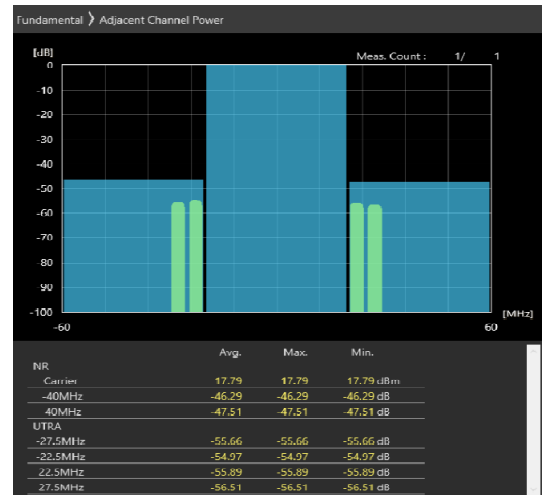 Fundamental ❯ Adjacent Channel Power
[dB] Meas. Count : 1/ 1
0
-10
-20
-30
-40
-50
-60
-70
-80
90
-100 [MHz]
-60 60
Avg. Max. Min.
NR
Carrier 17.79 17.79 17.79 dBm
-40MHz -46.29 -46.29 -46.29 dB
40MHz -47.51 -47.51 -47.51 dB
UTRA
-27.5MHz -55.66 -55.66 -55.66 dB
-22.5MHz -54.97 -54.97 -54.97 dB
22.5MHz -55.89 -55.89 -55.89 dB
27.5MHz -56.51 -56.51 -56.51 dB